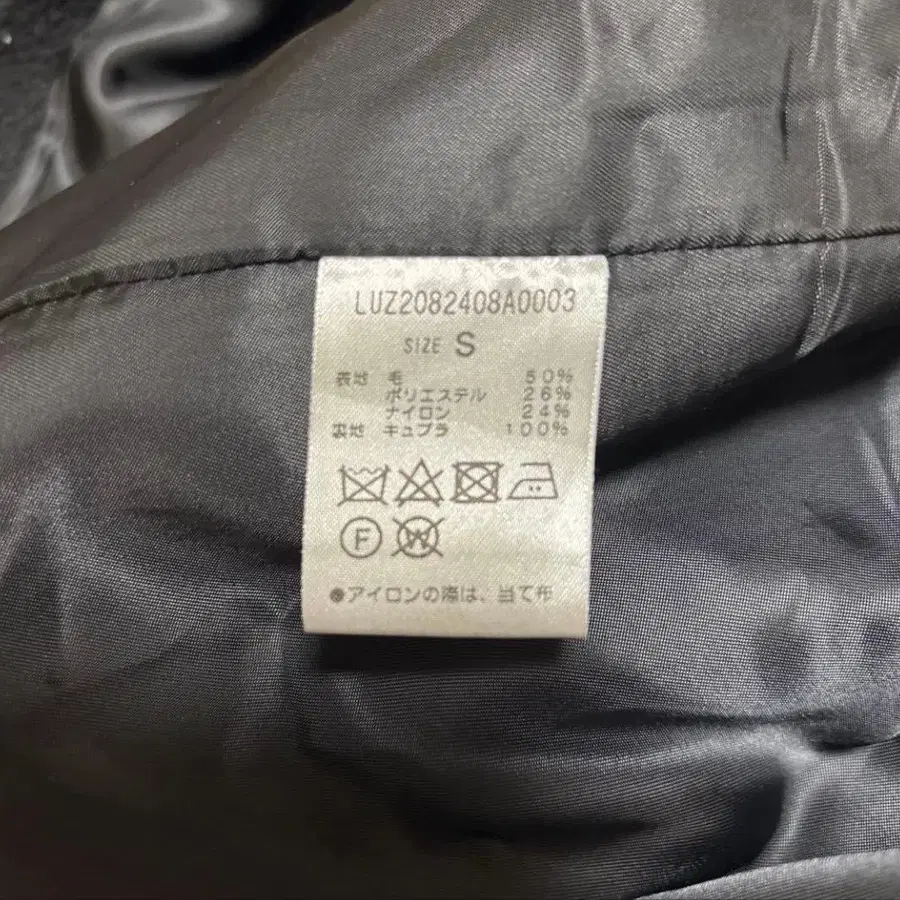 LUZ2082408A0003
SIZE S
表地 毛 50%
ポリエステル 26%
ナイロン 24%
裏地 キュプラ 100%
F W
●アイロンの際は、当て布